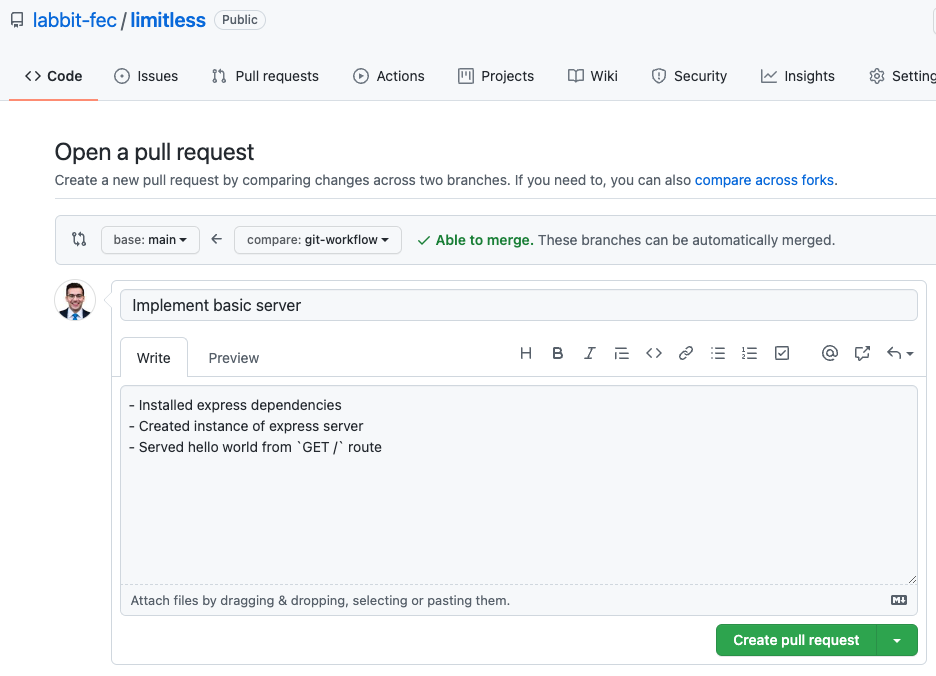 labbit-fec / limitless Public
Code Issues Pull requests Actions Projects Wiki Security Insights Setting
Open a pull request
Create a new pull request by comparing changes across two branches. If you need to, you can also compare across forks.
base: main compare: git-workflow Able to merge. These branches can be automatically merged.
Implement basic server
Write Preview
- Installed express dependencies
- Created instance of express server
- Served hello world from `GET /` route
Attach files by dragging & dropping, selecting or pasting them.
Create pull request